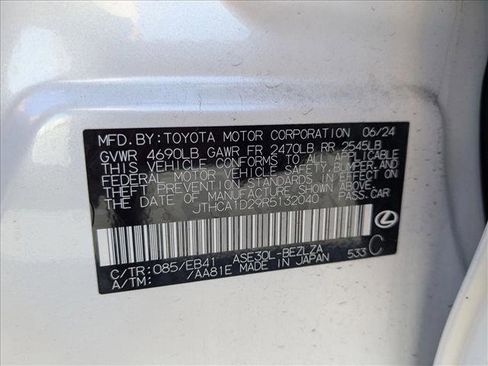 MFD.BY:TOYOTA MOTOR CORPORATION 06/24
GVWR 4690LB GAWR FR 2470LB RR 2545LB
THIS VEHICLE CONFORMS TO ALL APPLICABLE
FEDERAL MOTOR VEHICLE SAFETY, BUMPER, AND
THEFT PREVENTION STANDARDS IN EFFECT ON
THE DATE OF MANUFACTURE SHOWN ABOVE.
JTHCA1D29R5132040 PASS.CAR
C/TR:085/EB41 ASE30L-BEZLZA
A/TM: /AA81E MADE IN JAPAN 533 C